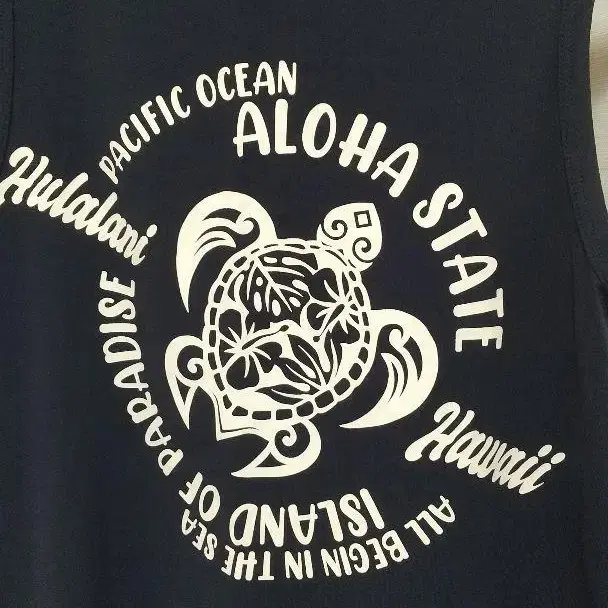 PACIFIC OCEAN
ALOHA STATE
Hulalani
Hawaii
ISLAND OF PARADISE
ALL BEGIN IN THE SEA